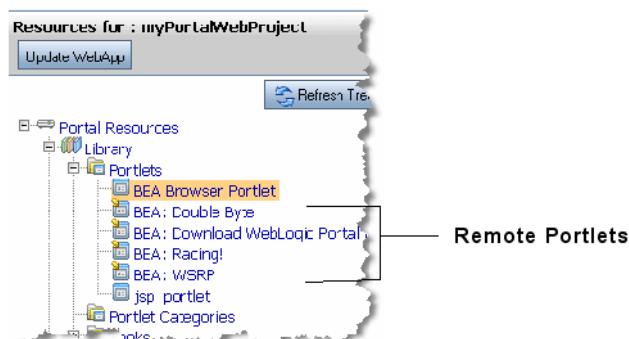 Resources for : myPortalWebProject
Update WebApp
Refresh Tre
Portal Resources
Library
Portlets
BEA Browser Portlet
BEA: Double Byte
BEA: Download WebLogic Portal
BEA: Racing!
Remote Portlets
BEA: WSRP
jsp portlet
Portlet Categories